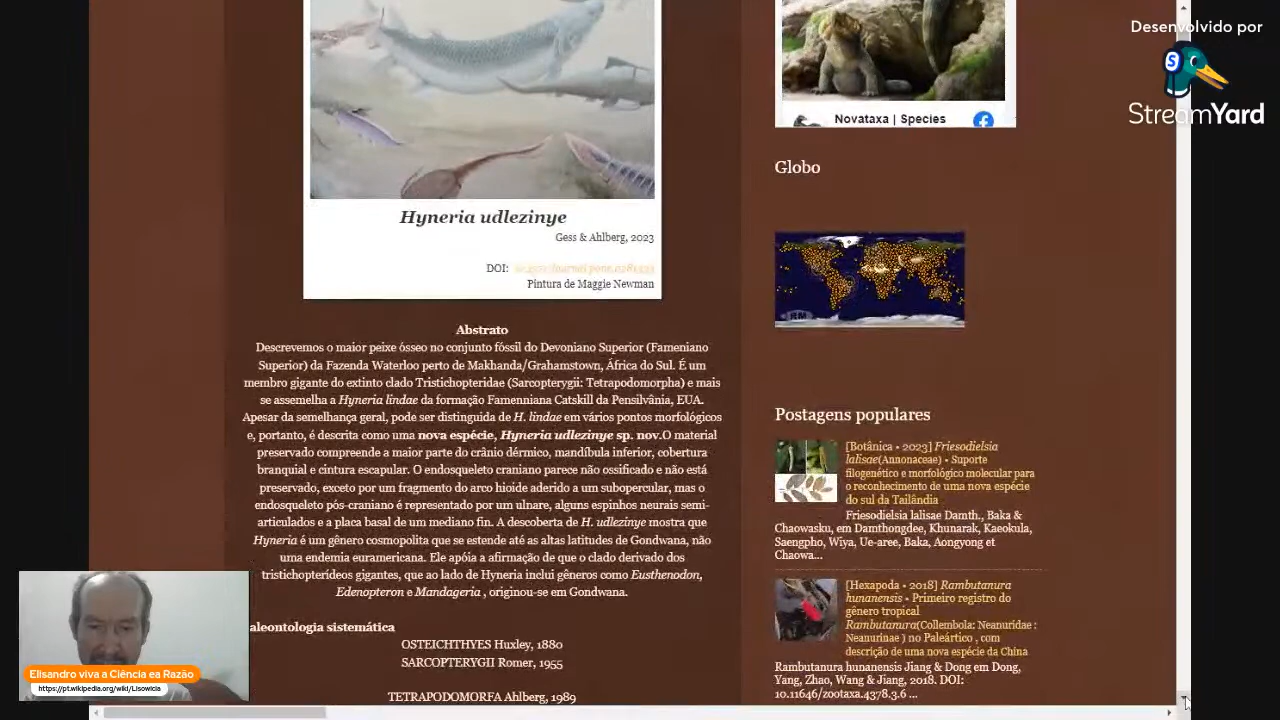 Desenvolvido por
StreamYard
Novataxa | Species
Globo
RM
Hyneria udlezinye
Gess & Ahlberg, 2023
DOI:
Pintura de Maggie Newman
Abstrato
Descrevemos o maior peixe ósseo no conjunto fóssil do Devoniano Superior (Fameniano
Superior) da Fazenda Waterloo perto de Makhanda/Grahamstown, África do Sul. É um
membro gigante do extinto clado Tristichopteridae (Sarcopterygii: Tetrapodomorpha) e mais
se assemelha a Hyneria lindae da formação Famenniana Catskill da Pensilvânia, EUA.
Apesar da semelhança geral, pode ser distinguida de H. lindae em vários pontos morfológicos
e, portanto, é descrita como uma nova espécie, Hyneria udlezinye sp. nov.O material
preservado compreende a maior parte do crânio dérmico, mandíbula inferior, cobertura
branquial e cintura escapular. O endosqueleto craniano parece não ossificado e não está
preservado, exceto por um fragmento do arco hioide aderido a um subopercular, mas o
endosqueleto pós-craniano é representado por um ulnare, alguns espinhos neurais semi-
articulados e a placa basal de um mediano fin. A descoberta de H. udlezinye mostra que
Hyneria é um gênero cosmopolita que se estende até as altas latitudes de Gondwana, não
uma endemia euramericana. Ele apóia a afirmação de que o clado derivado dos
tristichopterídeos gigantes, que ao lado de Hyneria inclui gêneros como Eusthenodon,
Edenopteron e Mandageria , originou-se em Gondwana.
aleontologia sistemática
OSTEICHTHYES Huxley, 1880
SARCOPTERYGII Romer, 1955
TETRAPODOMORFA Ahlberg, 1989
Postagens populares
[Botânica • 2023] Friesodielsia
lalisae(Annonaceae) • Suporte
filogenético e morfológico molecular para
o reconhecimento de uma nova espécie
do sul da Tailândia
Friesodielsia lalisae Damth., Baka &
Chaowasku, em Damthongdee, Khunarak, Kaeokula,
Saengpho, Wiya, Ue-aree, Baka, Aongyong et
Chaowa...
[Hexapoda • 2018] Rambutanura
hunanensis • Primeiro registro do
gênero tropical
Rambutanura(Collembola: Neanuridae :
Neanurinae ) no Paleártico , com
descrição de uma nova espécie da China
Rambutanura hunanensis Jiang & Dong em Dong,
Yang, Zhao, Wang & Jiang, 2018. DOI:
10.11646/zootaxa.4378.3.6 ...
Elisandro viva a Ciência ea Razão
https://pt.wikipedia.org/wiki/Lisowicia